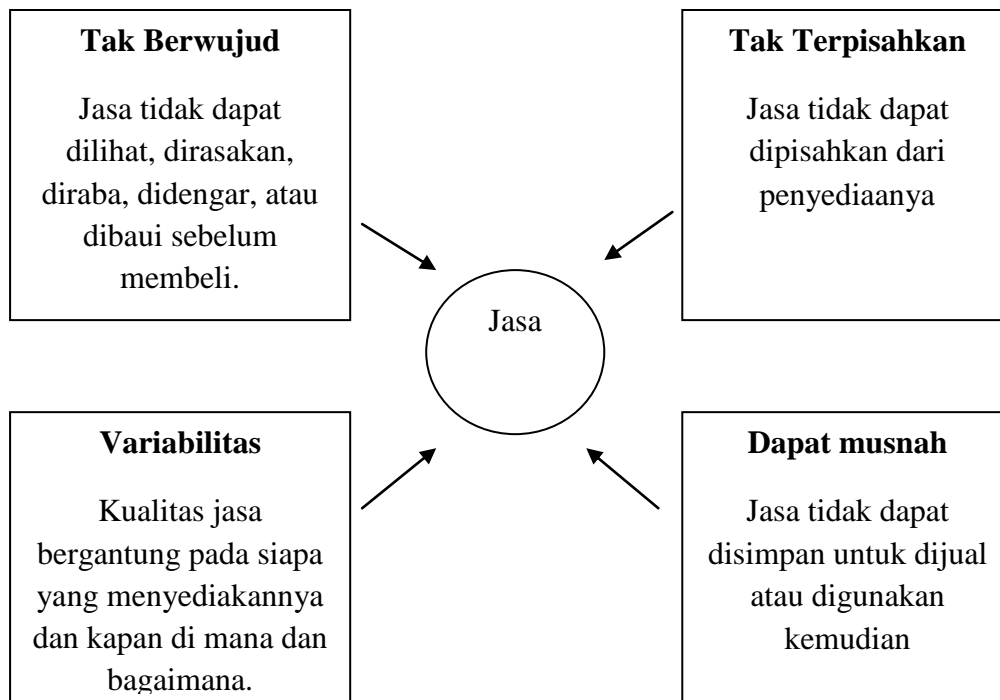 Tak Berwujud
Jasa tidak dapat
dilihat, dirasakan,
diraba, didengar, atau
dibaui sebelum
membeli.
Tak Terpisahkan
Jasa tidak dapat
dipisahkan dari
penyediaanya
Jasa
Variabilitas
Kualitas jasa
bergantung pada siapa
yang menyediakannya
dan kapan di mana dan
bagaimana.
Dapat musnah
Jasa tidak dapat
disimpan untuk dijual
atau digunakan
kemudian